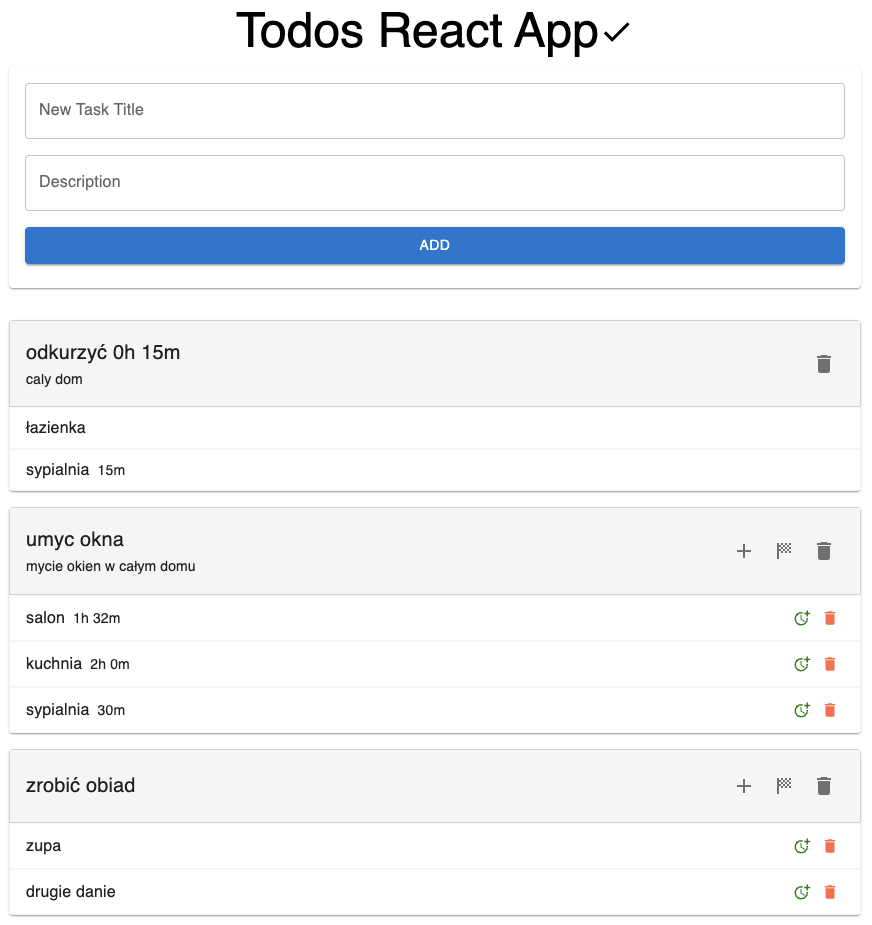 Todos React App
New Task Title
Description
ADD
odkurzyć 0h 15m
caly dom
łazienka
sypialnia 15m
umyc okna
mycie okien w całym domu
salon 1h 32m
kuchnia 2h 0m
sypialnia 30m
zrobić obiad
zupa
drugie danie